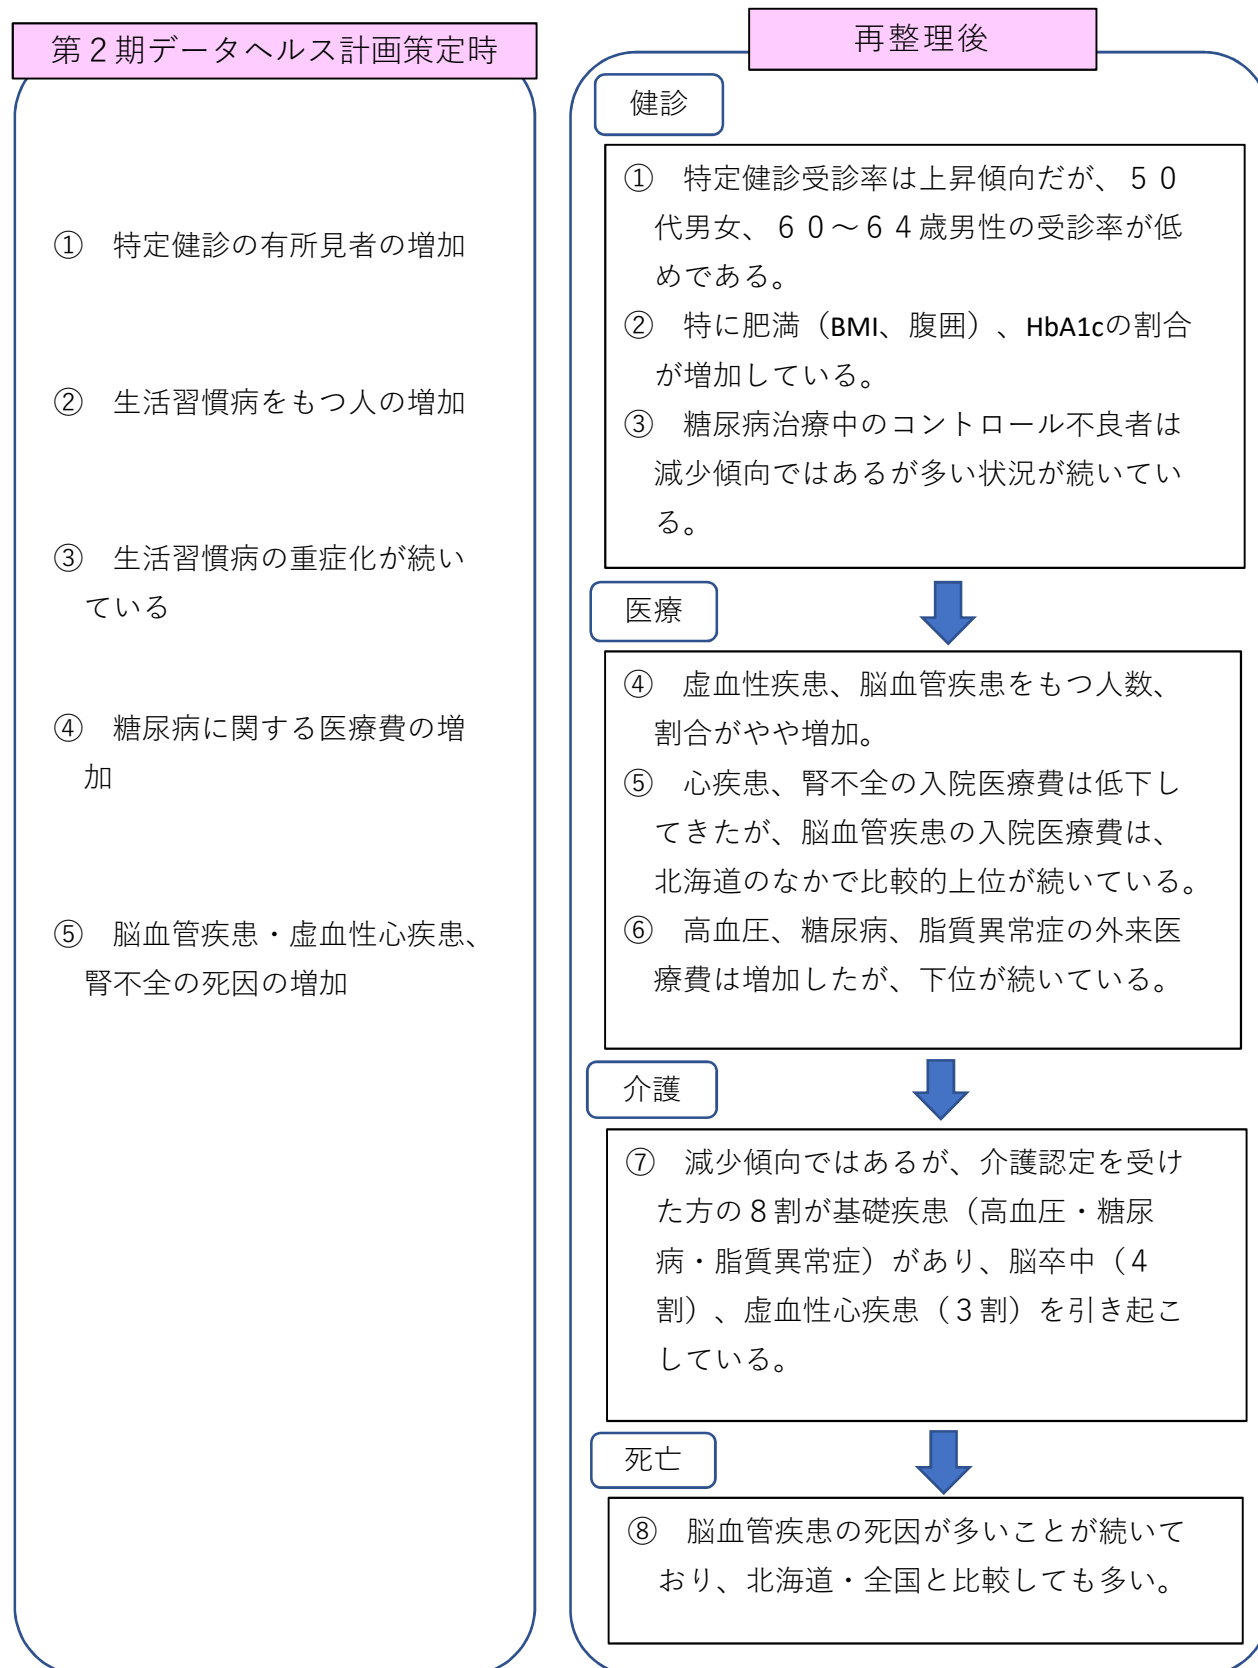 第２期データヘルス計画策定時
①　特定健診の有所見者の増加
②　生活習慣病をもつ人の増加
③　生活習慣病の重症化が続い
ている
④　糖尿病に関する医療費の増
加
⑤　脳血管疾患・虚血性心疾患、
腎不全の死因の増加
再整理後
健診
①　特定健診受診率は上昇傾向だが、５０
代男女、６０～６４歳男性の受診率が低
めである。
②　特に肥満（BMI、腹囲）、HbA1cの割合
が増加している。
③　糖尿病治療中のコントロール不良者は
減少傾向ではあるが多い状況が続いてい
る。
医療
④　虚血性疾患、脳血管疾患をもつ人数、
割合がやや増加。
⑤　心疾患、腎不全の入院医療費は低下し
てきたが、脳血管疾患の入院医療費は、
北海道のなかで比較的上位が続いている。
⑥　高血圧、糖尿病、脂質異常症の外来医
療費は増加したが、下位が続いている。
介護
⑦　減少傾向ではあるが、介護認定を受け
た方の８割が基礎疾患（高血圧・糖尿
病・脂質異常症）があり、脳卒中（４
割）、虚血性心疾患（３割）を引き起こ
している。
死亡
⑧　脳血管疾患の死因が多いことが続いて
おり、北海道・全国と比較しても多い。